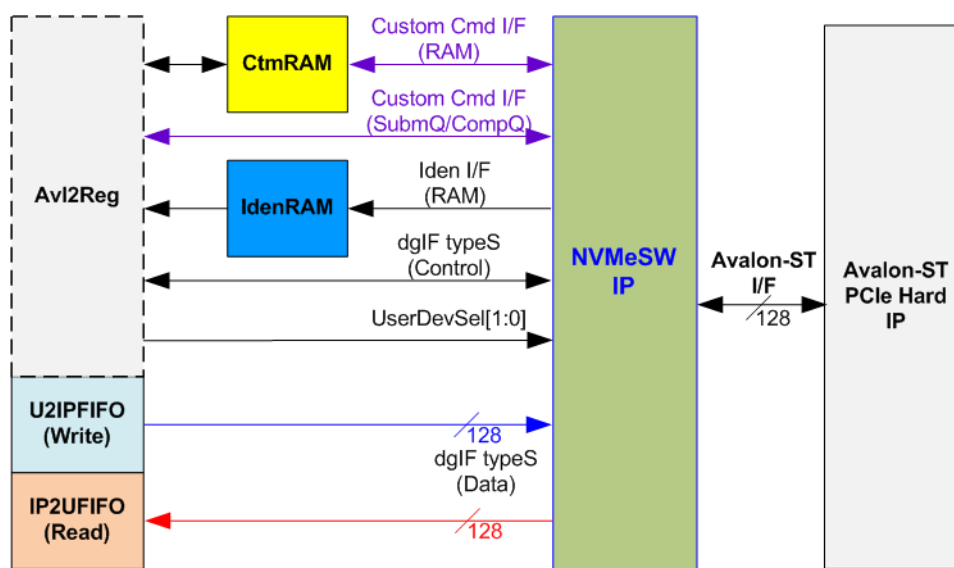 Custom Cmd I/F
(RAM)
CtmRAM
Custom Cmd I/F
(SubmQ/CompQ)
Avl2Reg
Iden I/F
(RAM)
IdenRAM
dgIF typeS
(Control)
UserDevSel[1:0]
NVMeSW
IP
Avalon-ST
I/F
128
Avalon-ST
PCIe Hard
IP
U2IPFIFO
(Write)
128
dgIF typeS
(Data)
IP2UFIFO
(Read)
128